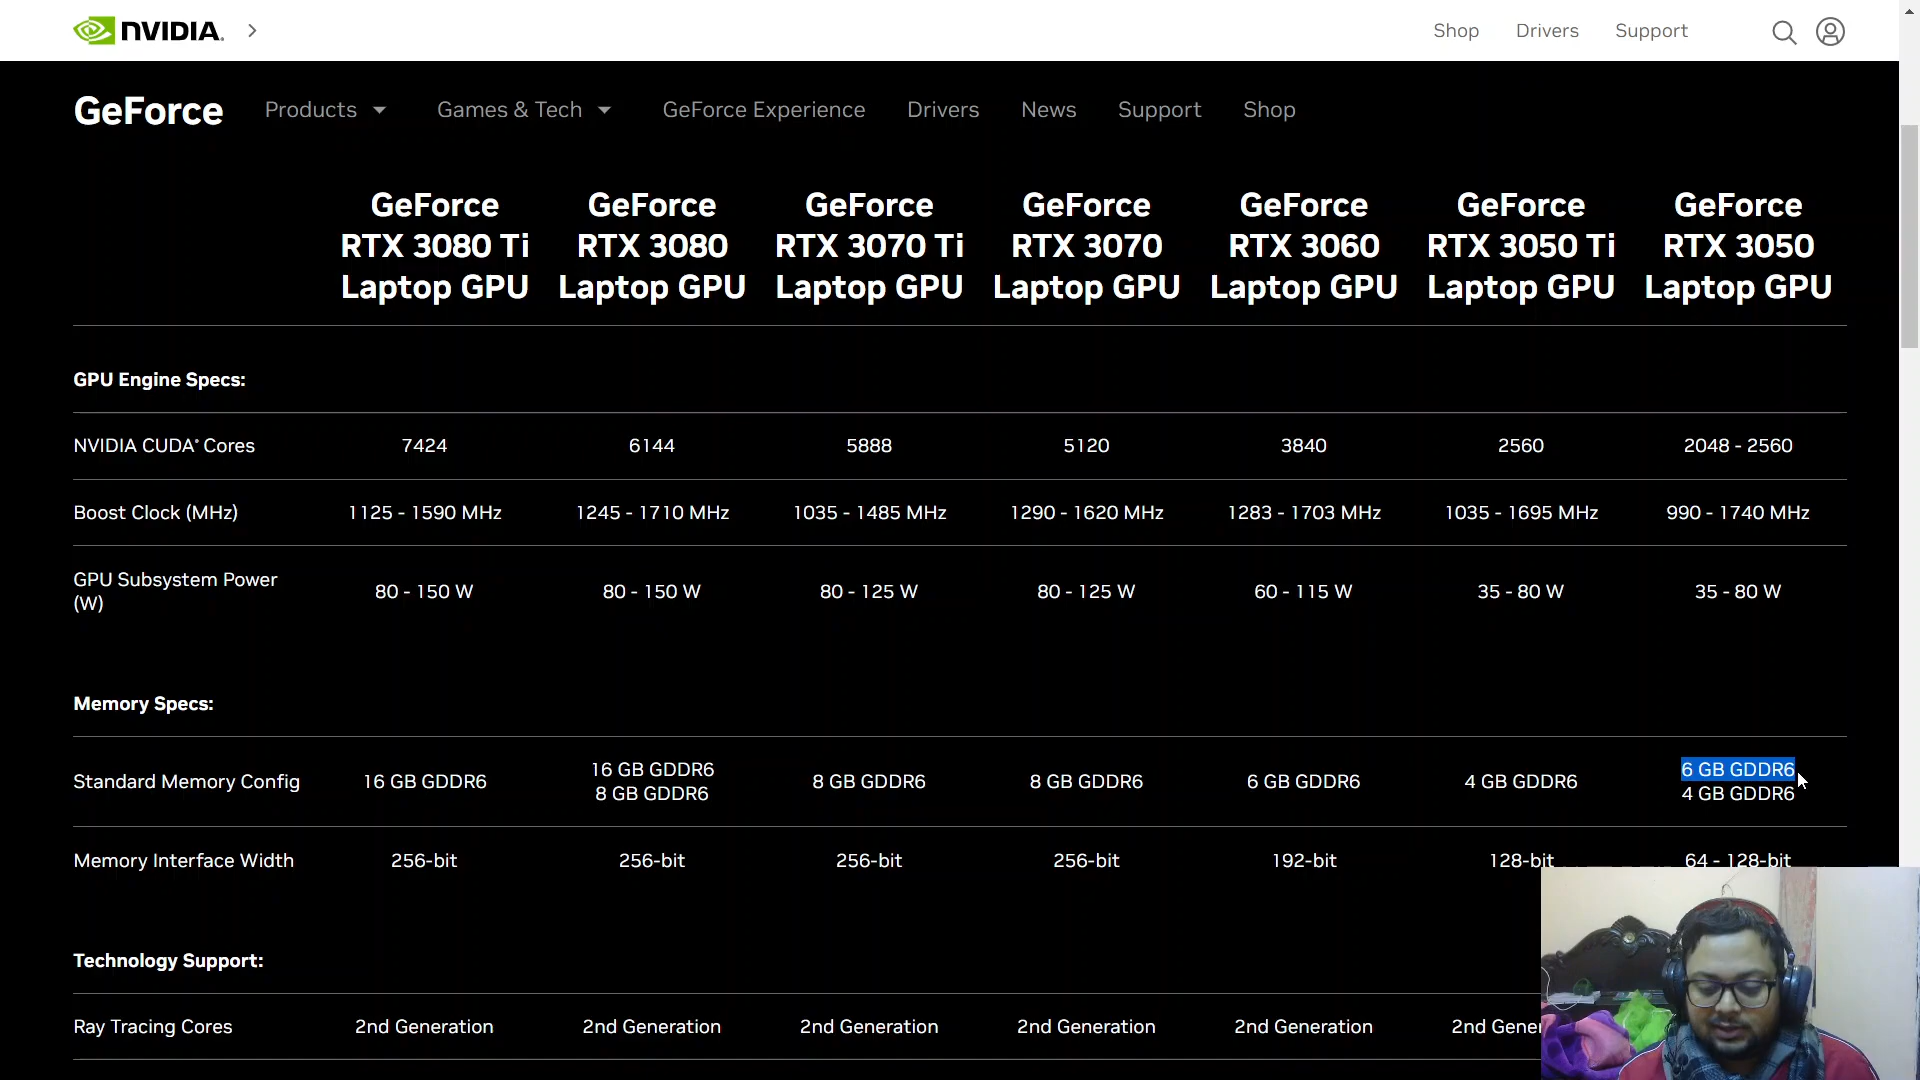 NVIDIA.
Shop Drivers Support
GeForce Products Games & Tech GeForce Experience Drivers News Support Shop
GeForce RTX 3080 Ti Laptop GPU
GeForce RTX 3080 Laptop GPU
GeForce RTX 3070 Ti Laptop GPU
GeForce RTX 3070 Laptop GPU
GeForce RTX 3060 Laptop GPU
GeForce RTX 3050 Ti Laptop GPU
GeForce RTX 3050 Laptop GPU
GPU Engine Specs:
NVIDIA CUDA® Cores 7424 6144 5888 5120 3840 2560 2048 - 2560
Boost Clock (MHz) 1125 - 1590 MHz 1245 - 1710 MHz 1035 - 1485 MHz 1290 - 1620 MHz 1283 - 1703 MHz 1035 - 1695 MHz 990 - 1740 MHz
GPU Subsystem Power
(W)
80 - 150 W 80 - 150 W 80 - 125 W 80 - 125 W 60 - 115 W 35 - 80 W 35 - 80 W
Memory Specs:
Standard Memory Config 16 GB GDDR6
16 GB GDDR6
8 GB GDDR6
8 GB GDDR6 8 GB GDDR6 6 GB GDDR6 4 GB GDDR6
6 GB GDDR6
4 GB GDDR6
Memory Interface Width 256-bit 256-bit 256-bit 256-bit 192-bit 128-bit 64 - 128-bit
Technology Support:
Ray Tracing Cores 2nd Generation 2nd Generation 2nd Generation 2nd Generation 2nd Generation 2nd Gene